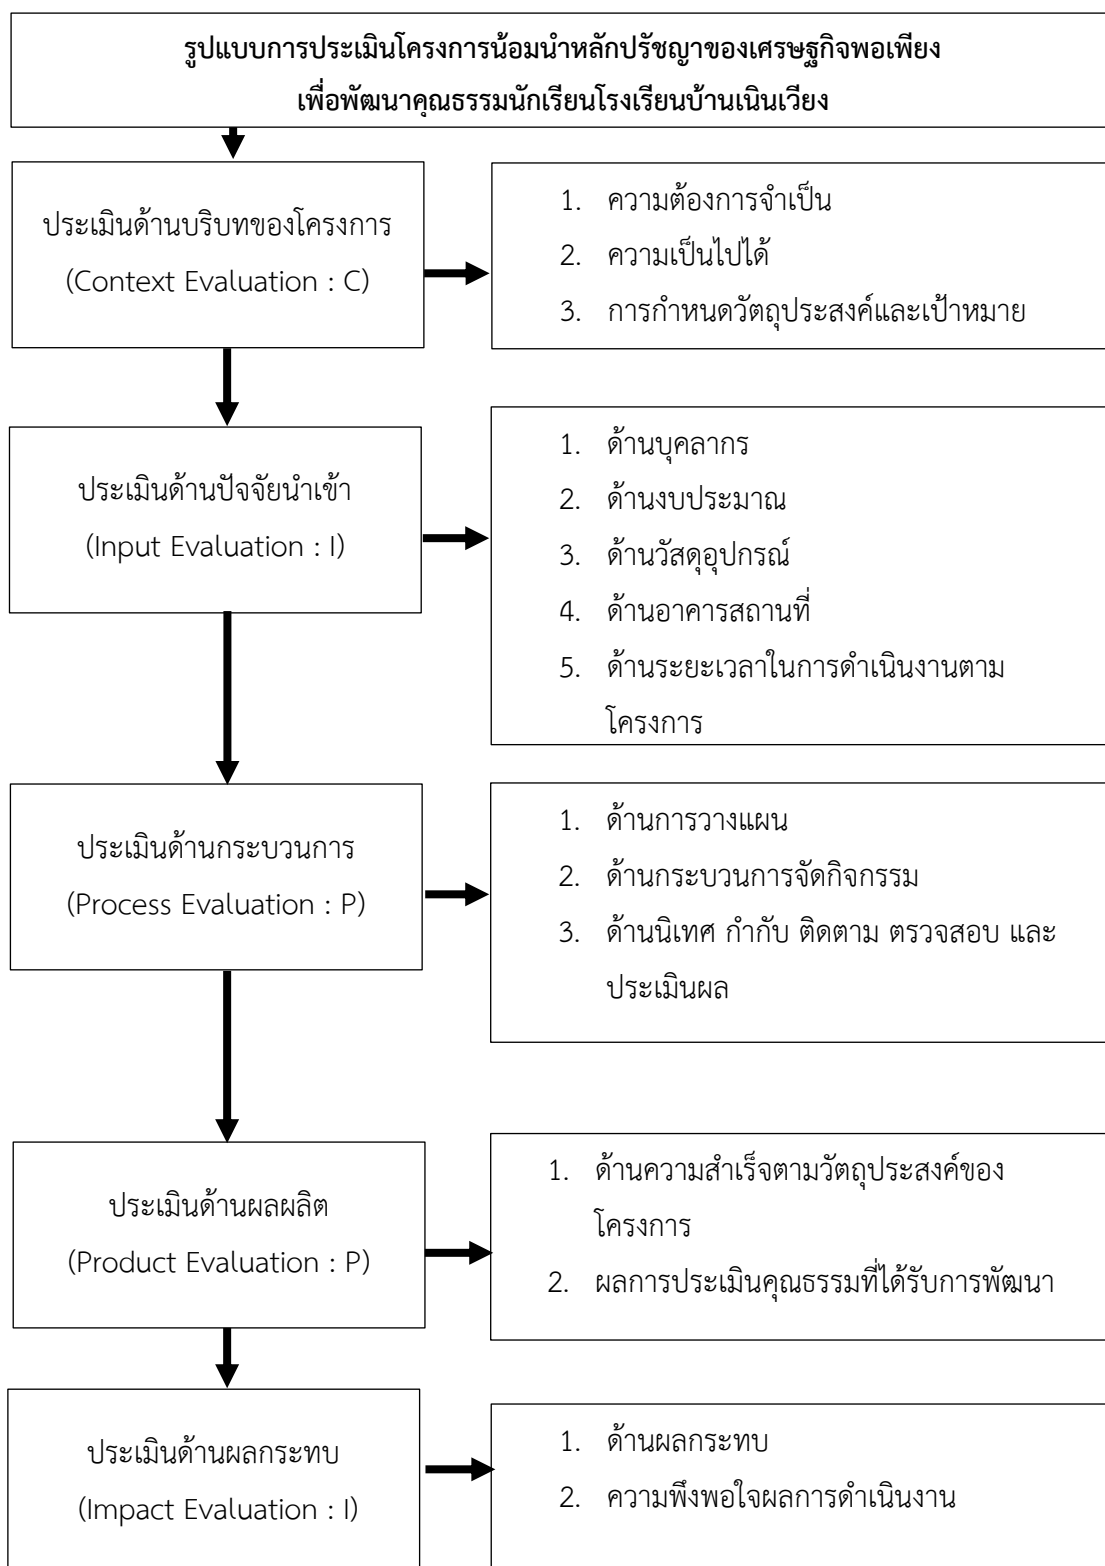 รูปแบบการประเมินโครงการน้อมนำหลักปรัชญาของเศรษฐกิจพอเพียง
เพื่อพัฒนาคุณธรรมนักเรียนโรงเรียนบ้านเนินเวียง
ประเมินด้านบริบทของโครงการ
(Context Evaluation : C)
1. ความต้องการจำเป็น
2. ความเป็นไปได้
3. การกำหนดวัตถุประสงค์และเป้าหมาย
ประเมินด้านปัจจัยนำเข้า
(Input Evaluation : I)
1. ด้านบุคลากร
2. ด้านงบประมาณ
3. ด้านวัสดุอุปกรณ์
4. ด้านอาคารสถานที่
5. ด้านระยะเวลาในการดำเนินงานตาม
โครงการ
ประเมินด้านกระบวนการ
(Process Evaluation : P)
1. ด้านการวางแผน
2. ด้านกระบวนการจัดกิจกรรม
3. ด้านนิเทศ กำกับ ติดตาม ตรวจสอบ และ
ประเมินผล
ประเมินด้านผลผลิต
(Product Evaluation : P)
1. ด้านความสำเร็จตามวัตถุประสงค์ของ
โครงการ
2. ผลการประเมินคุณธรรมที่ได้รับการพัฒนา
ประเมินด้านผลกระทบ
(Impact Evaluation : I)
1. ด้านผลกระทบ
2. ความพึงพอใจผลการดำเนินงาน